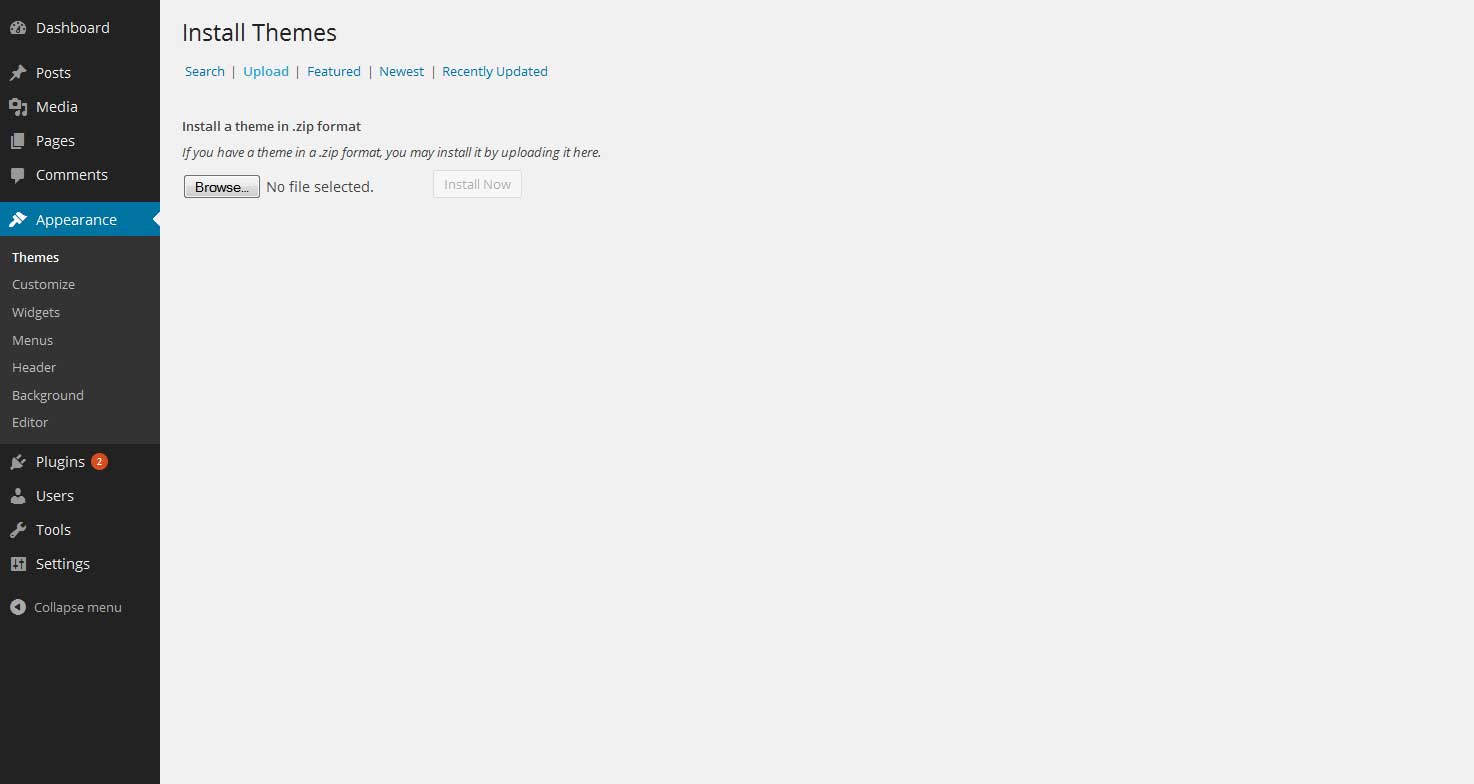 Dashboard
Posts
Media
Pages
Comments
Appearance
Themes
Customize
Widgets
Menus
Header
Background
Editor
Plugins 2
Users
Tools
Settings
Collapse menu
Install Themes
Search | Upload | Featured | Newest | Recently Updated
Install a theme in .zip format
If you have a theme in a .zip format, you may install it by uploading it here.
Browse... No file selected. Install Now